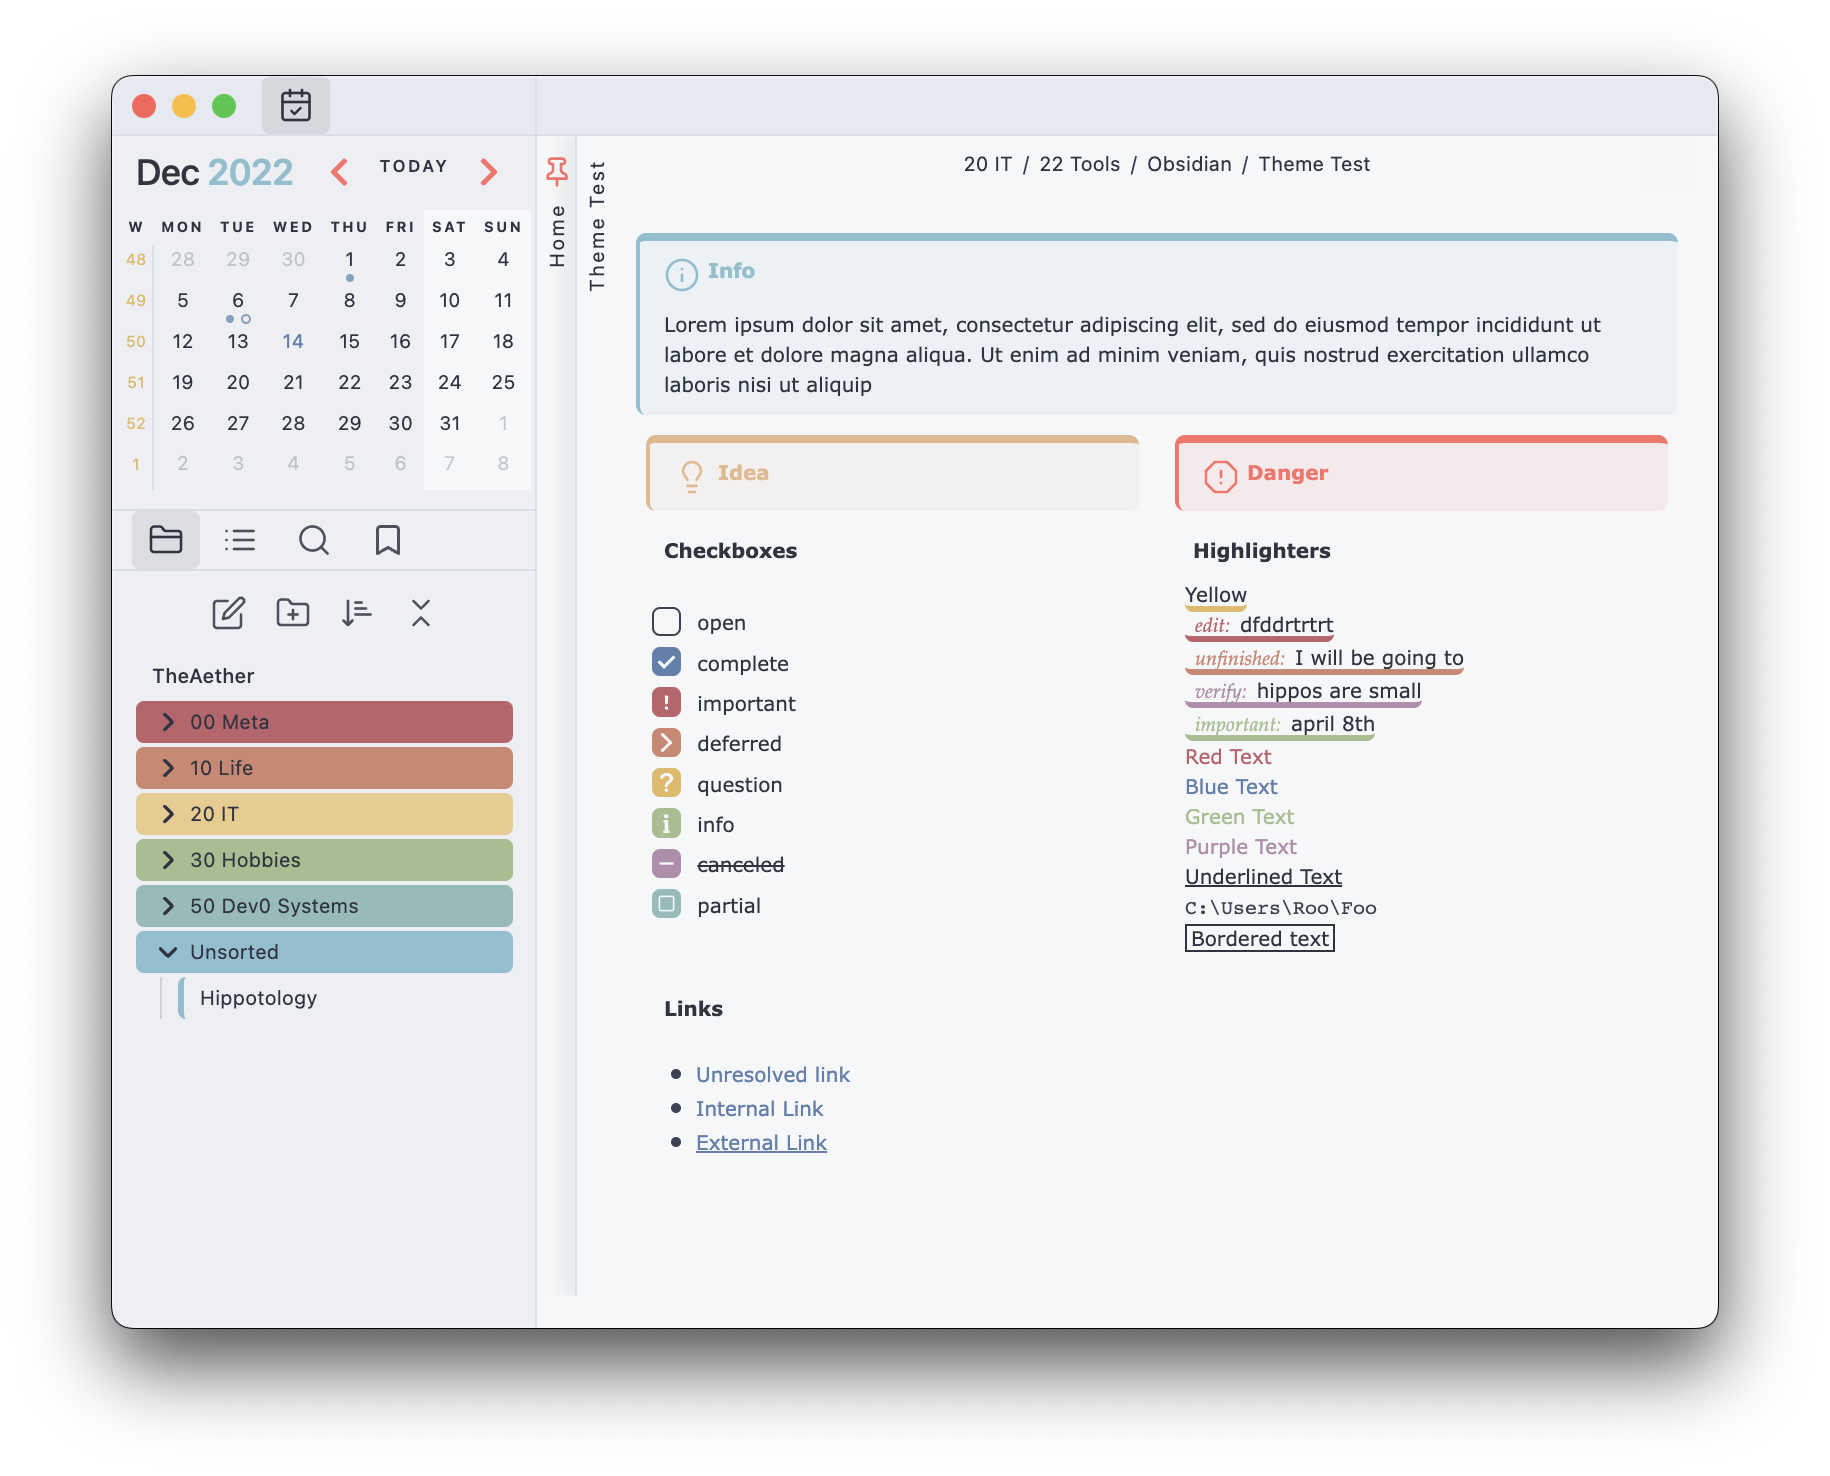 Dec 2022
TODAY
W MON TUE WED THU FRI SAT SUN
48 28 29 30 1 2 3 4
49 5 6 7 8 9 10 11
50 12 13 14 15 16 17 18
51 19 20 21 22 23 24 25
52 26 27 28 29 30 31 1
1 2 3 4 5 6 7 8
TheAether
00 Meta
10 Life
20 IT
30 Hobbies
50 Dev0 Systems
Unsorted
Hippotology
Home
Theme Test
20 IT / 22 Tools / Obsidian / Theme Test
Info
Lorem ipsum dolor sit amet, consectetur adipiscing elit, sed do eiusmod tempor incididunt ut
labore et dolore magna aliqua. Ut enim ad minim veniam, quis nostrud exercitation ullamco
laboris nisi ut aliquip
Idea
Danger
Checkboxes
open
complete
important
deferred
question
info
canceled
partial
Highlighters
Yellow
edit: dfddrtrtrt
unfinished: I will be going to
verify: hippos are small
important: april 8th
Red Text
Blue Text
Green Text
Purple Text
Underlined Text
C:\Users\Roo\Foo
Bordered text
Links
Unresolved link
Internal Link
External Link